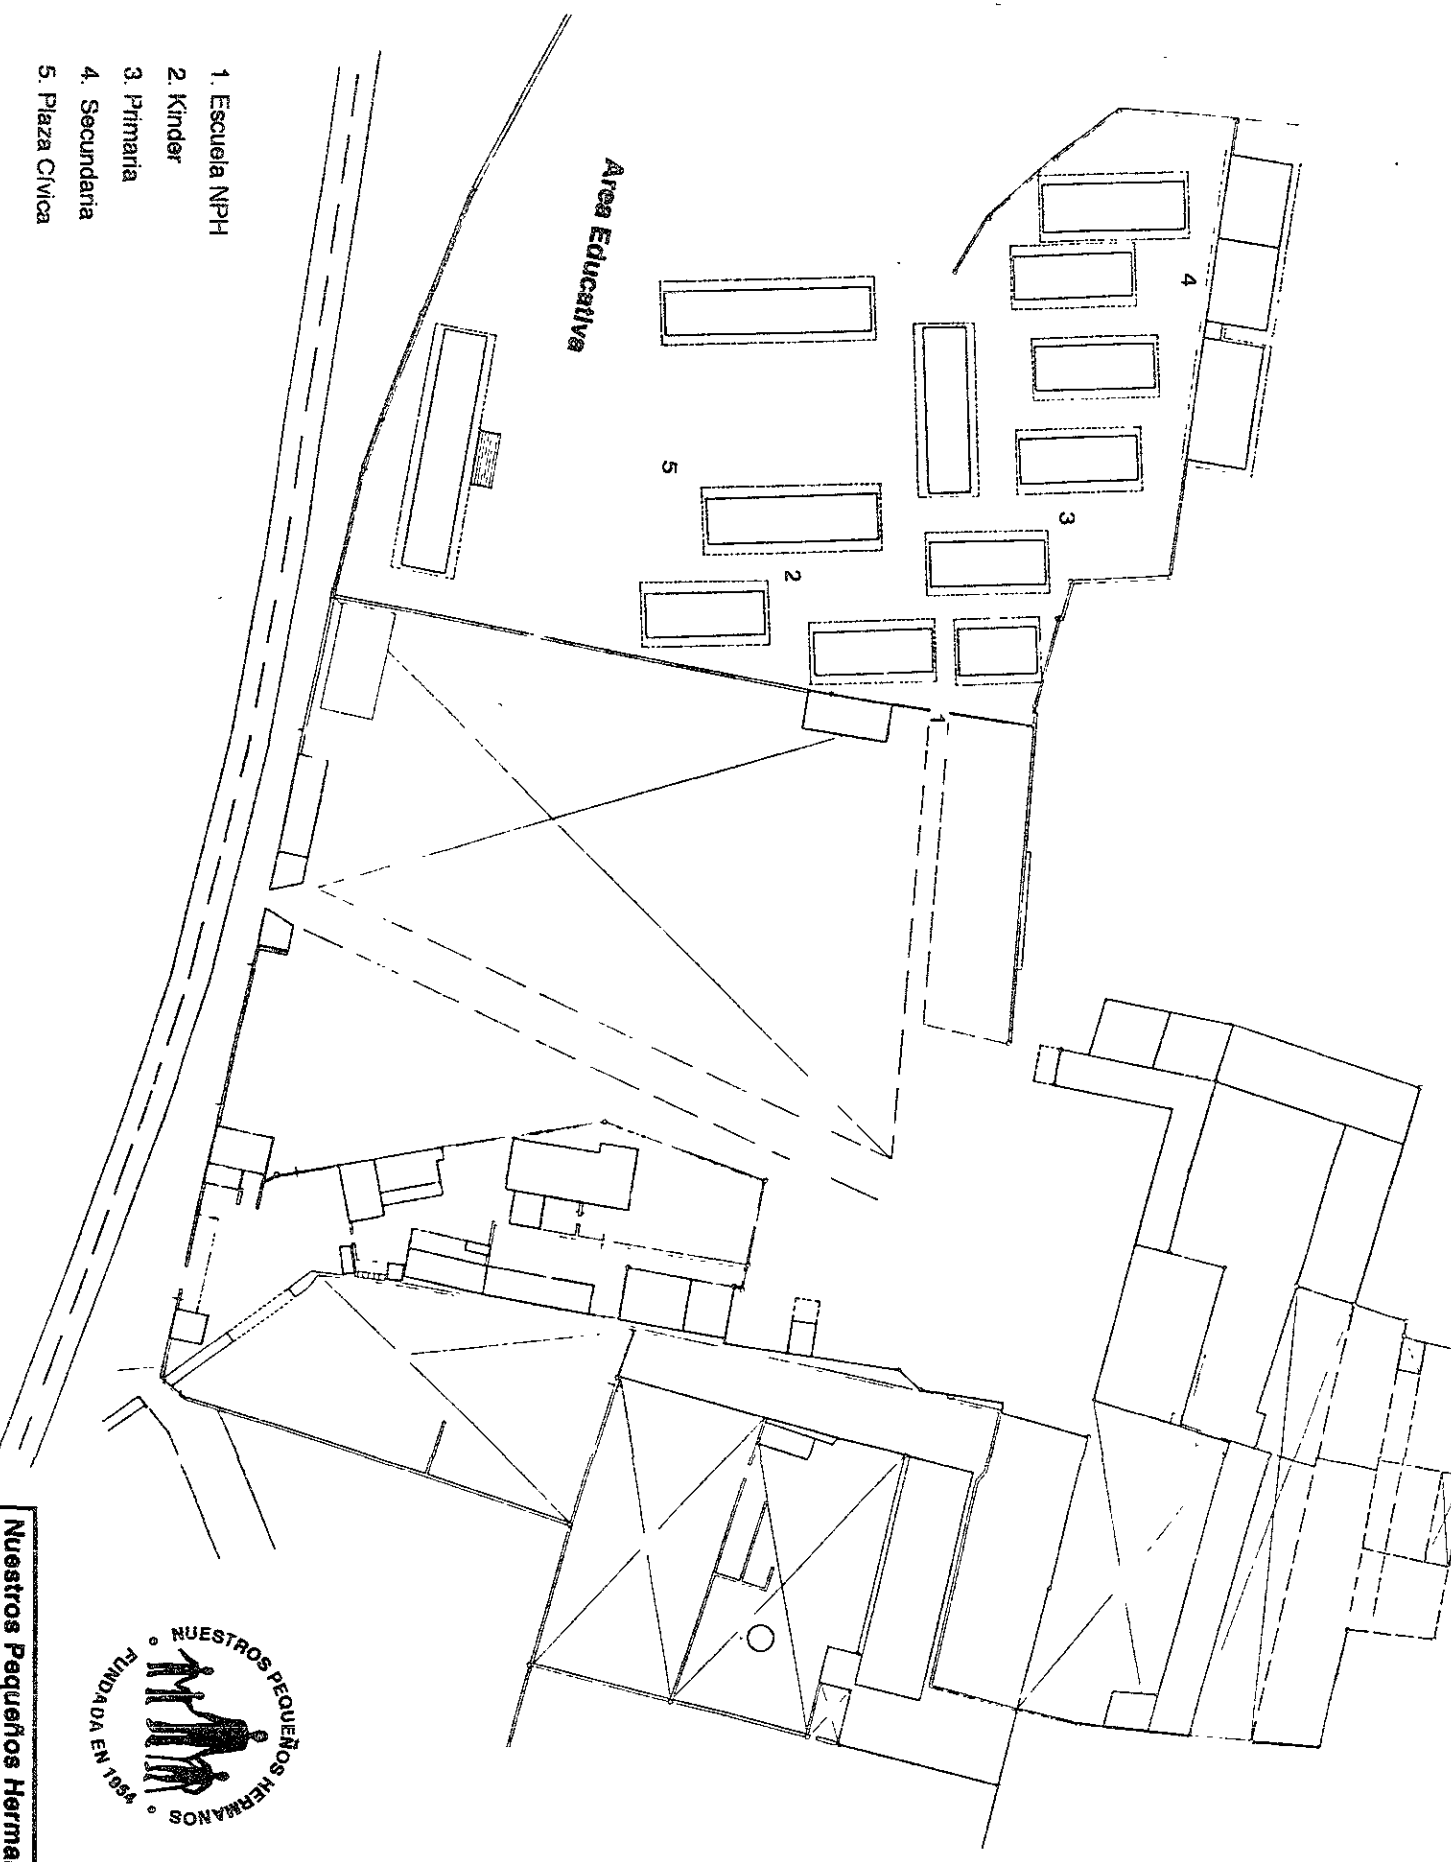 Area Educativa
1. Escuela NPH
2. Kinder
3. Primaria
4. Secundaria
5. Plaza Cívica
4
3
5
2
1
NUESTROS PEQUEÑOS HERMANOS
FUNDADA EN 1954
Nuestros Pequeños